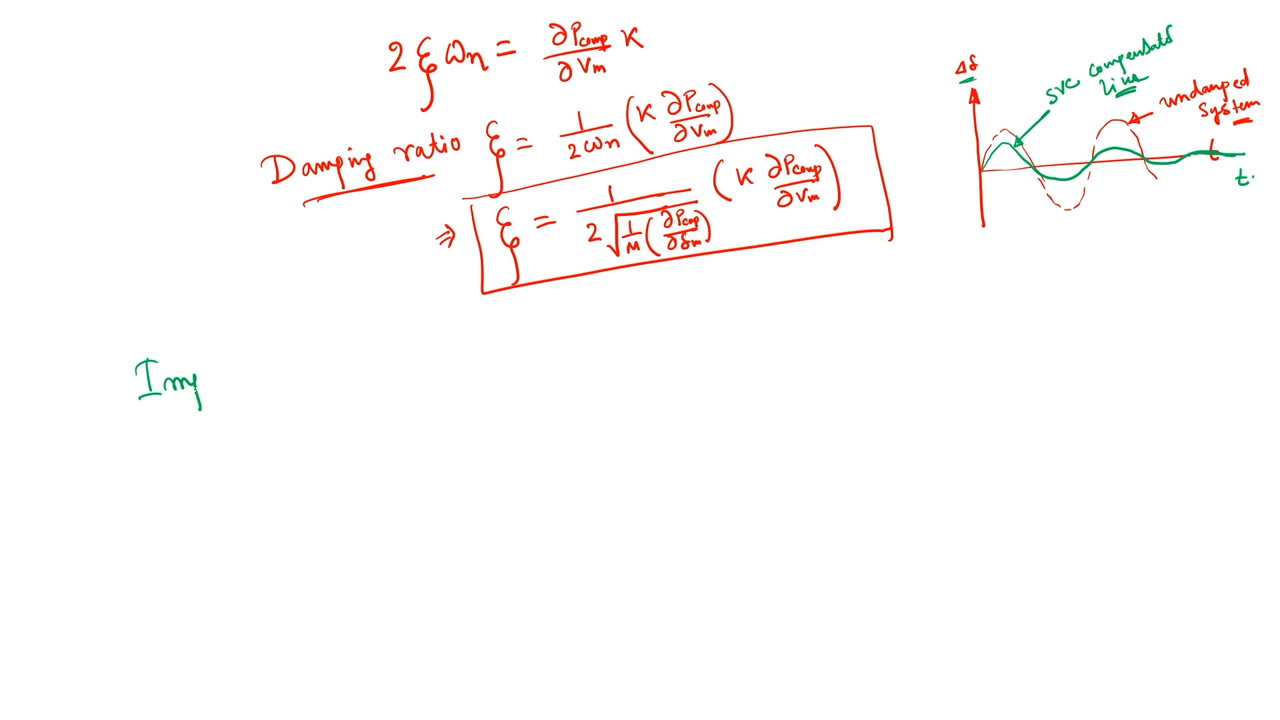 2 ξ ωn = ∂Pcomp/∂Vm K
Damping ratio ξ = 1/2ωn (K ∂Pcomp/∂Vm)
⇒ ξ = 1/2√(1/M (∂Pcomp/∂δm)) (K ∂Pcomp/∂Vm)
Δδ
SVC compensated
line
undamped
system
t
t.
Imp